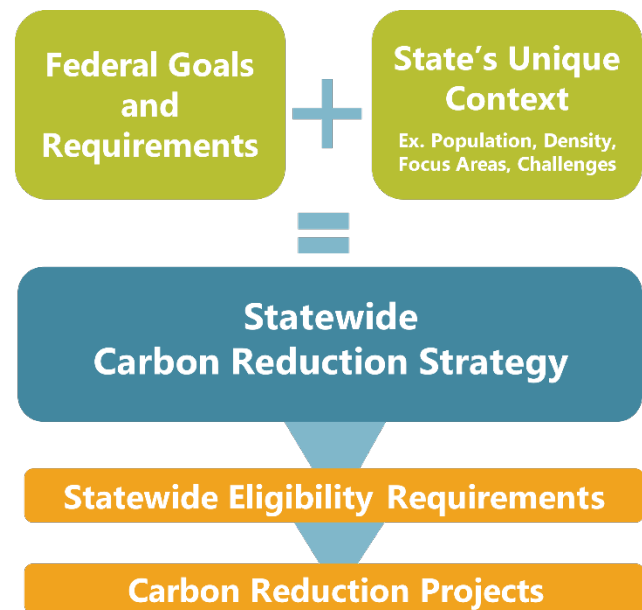 Federal Goals
and
Requirements
+
State's Unique
Context
Ex. Population, Density,
Focus Areas, Challenges
=
Statewide
Carbon Reduction Strategy
Statewide Eligibility Requirements
Carbon Reduction Projects